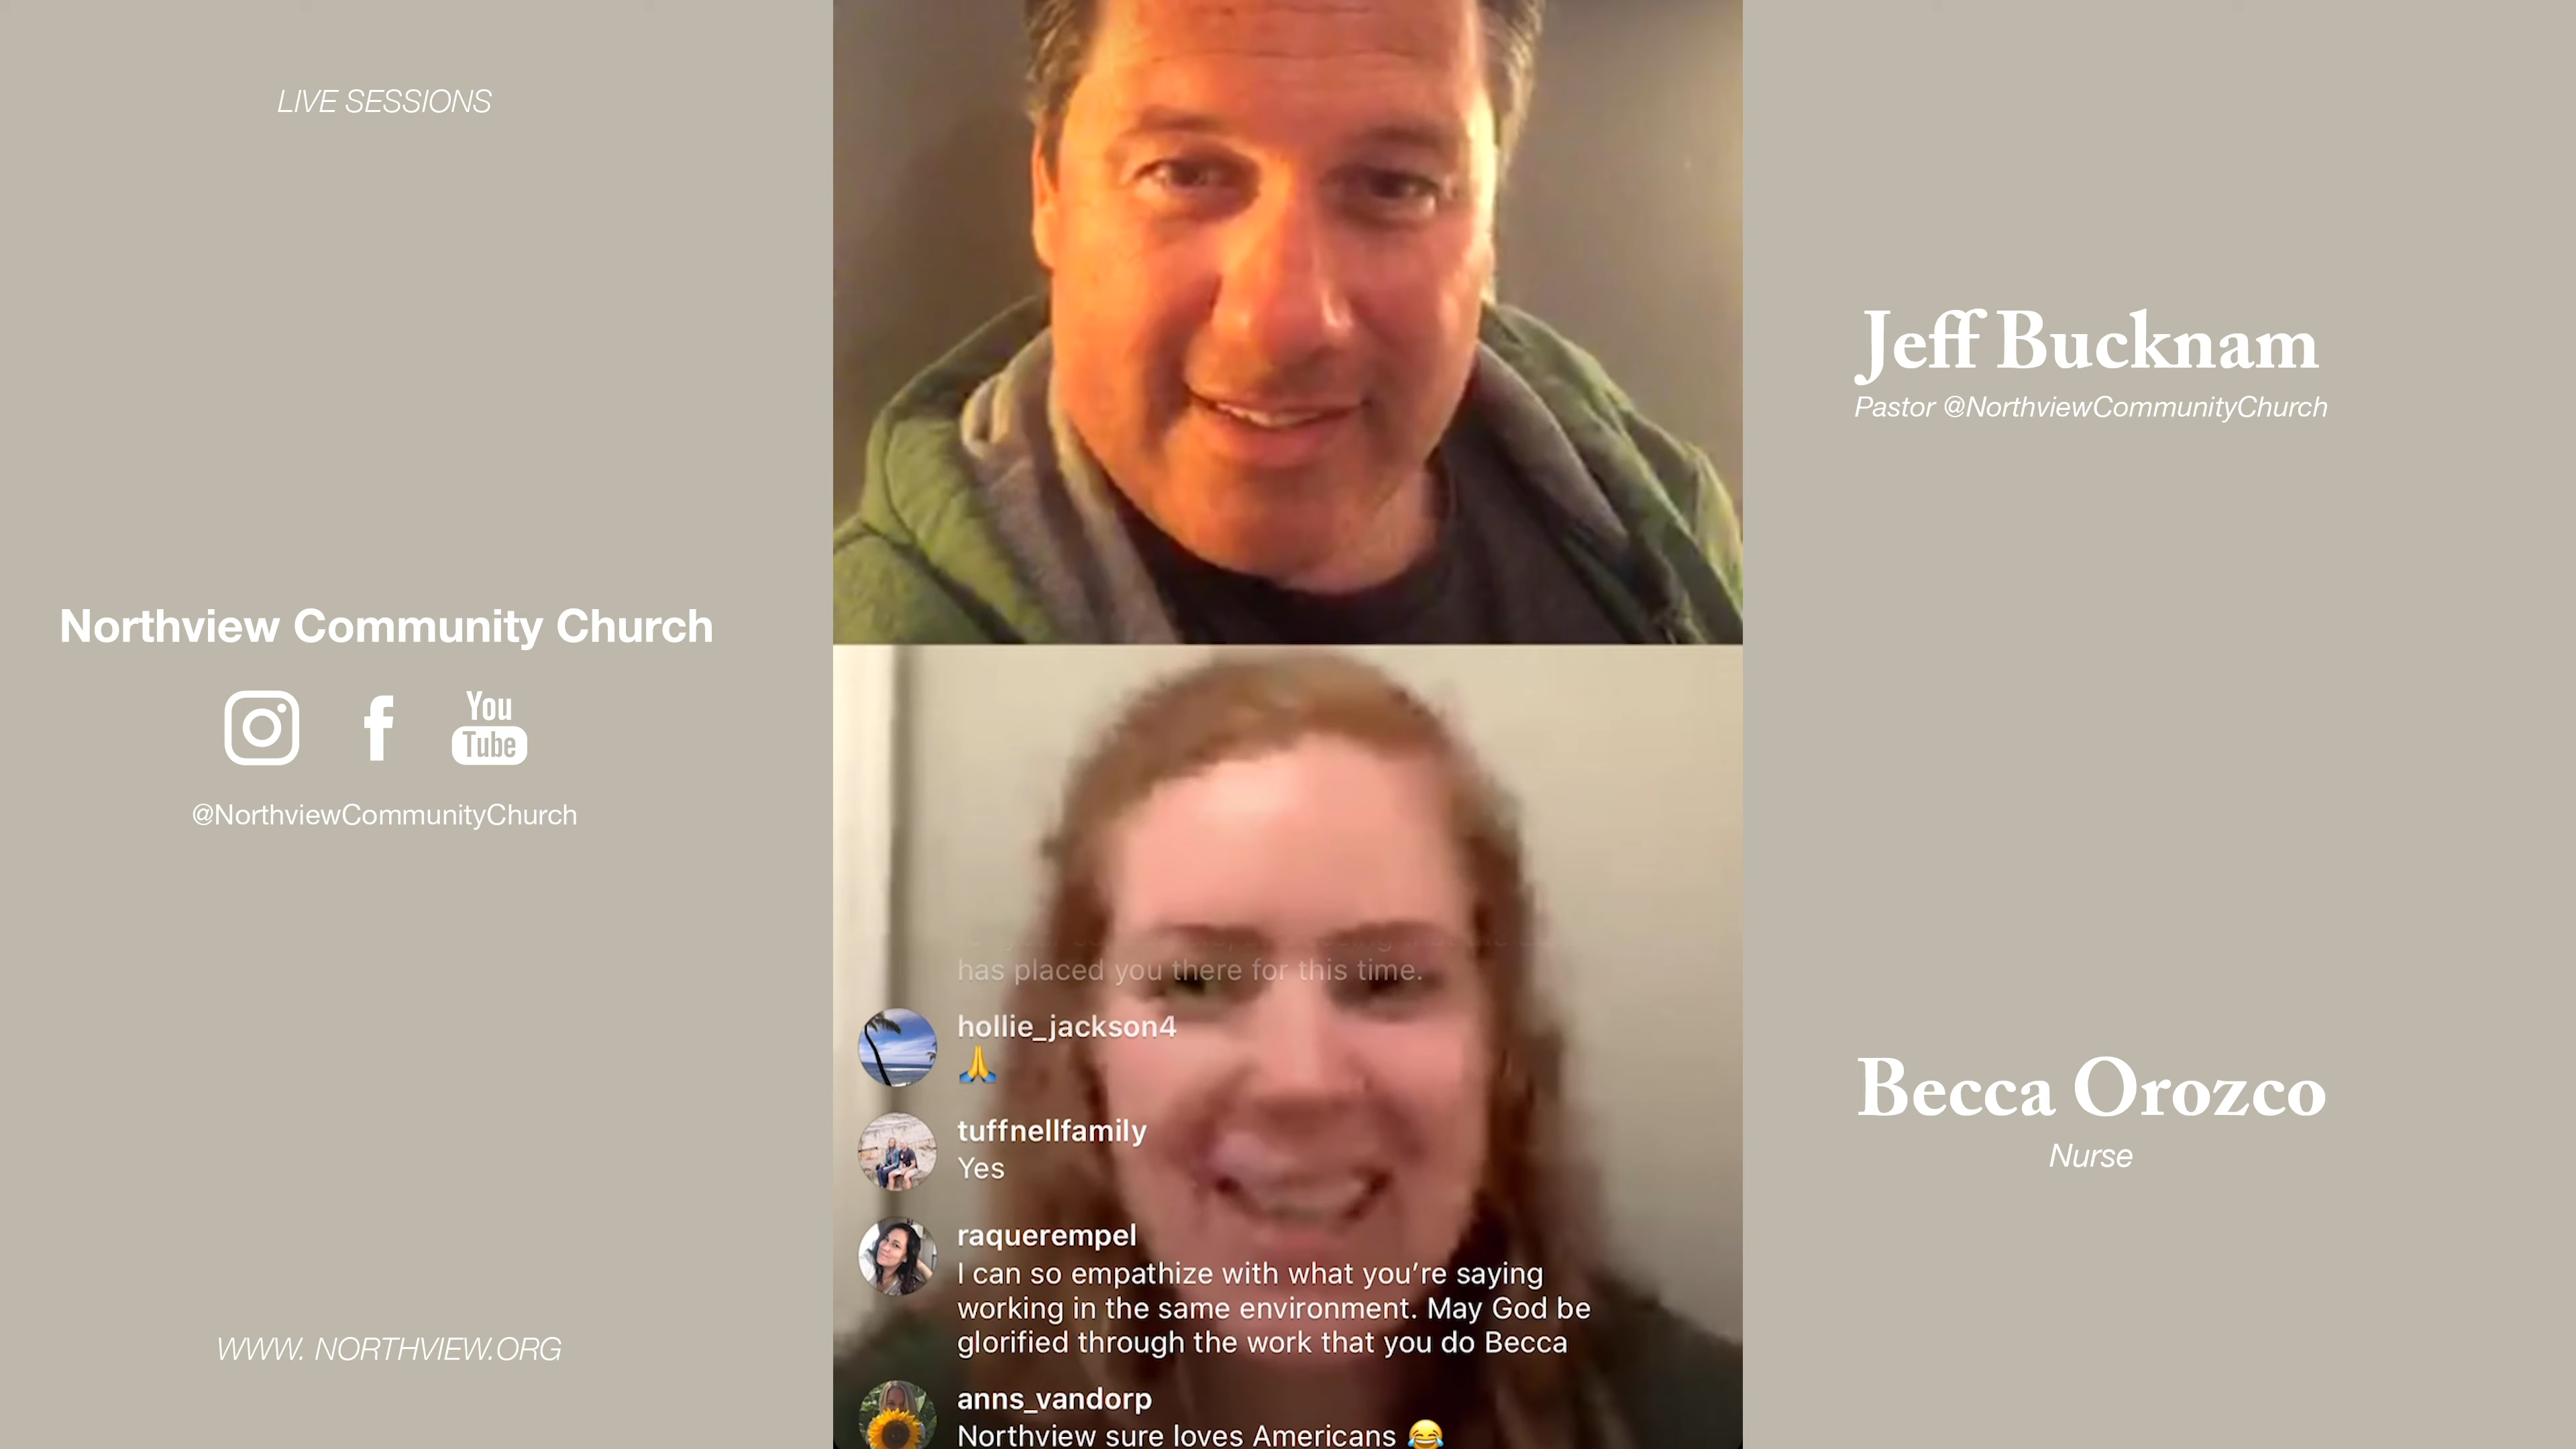 LIVE SESSIONS
Northview Community Church
You
Tube
@NorthviewCommunityChurch
WWW. NORTHVIEW.ORG
has placed you there for this time.
hollie_jackson4
🙏
tuffnellfamily
Yes
raquerempel
I can so empathize with what you’re saying
working in the same environment. May God be
glorified through the work that you do Becca
anns_vandorp
Northview sure loves Americans 😂
Jeff Bucknam
Pastor @NorthviewCommunityChurch
Becca Orozco
Nurse